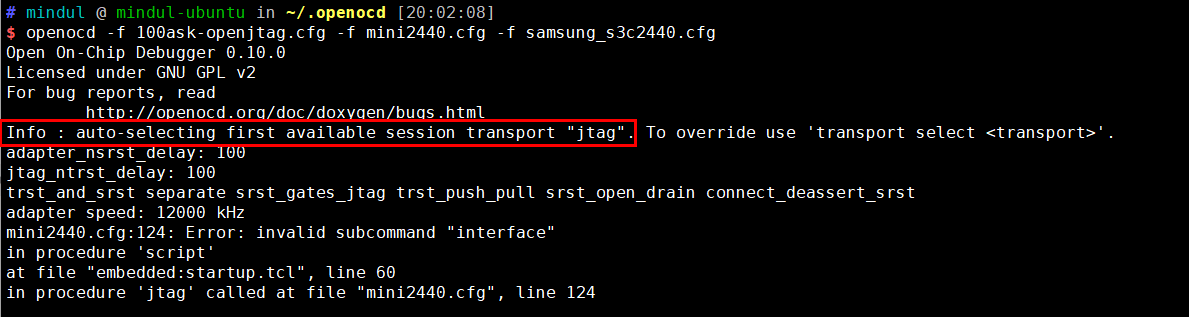 # mindul @ mindul-ubuntu in ~/.openocd [20:02:08]
$ openocd -f 100ask-openjtag.cfg -f mini2440.cfg -f samsung_s3c2440.cfg
Open On-Chip Debugger 0.10.0
Licensed under GNU GPL v2
For bug reports, read
        http://openocd.org/doc/doxygen/bugs.html
Info : auto-selecting first available session transport "jtag". To override use 'transport select <transport>'.
adapter_nsrst_delay: 100
jtag_ntrst_delay: 100
trst_and_srst separate srst_gates_jtag trst_push_pull srst_open_drain connect_deassert_srst
adapter speed: 12000 kHz
mini2440.cfg:124: Error: invalid subcommand "interface"
in procedure 'script'
at file "embedded:startup.tcl", line 60
in procedure 'jtag' called at file "mini2440.cfg", line 124